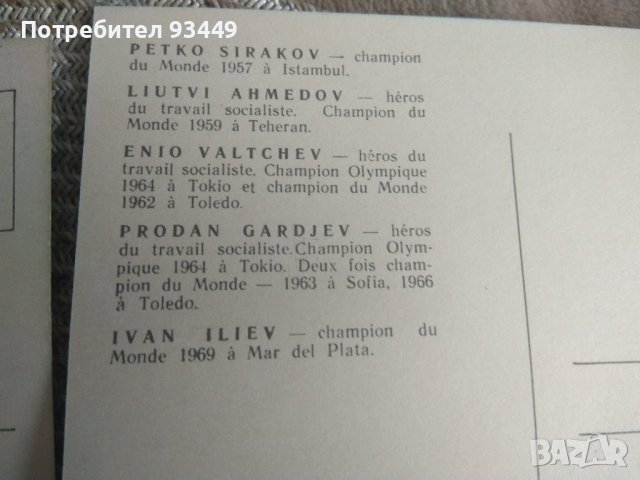 Потребител 93449
PETKO SIRAKOV — champion
du Monde 1957 à Istambul.
LIUTVI AHMEDOV — héros
du travail socialiste. Champion du
Monde 1959 à Teheran.
ENIO VALTCHEV — héros du
travail socialiste. Champion Olympique
1964 à Tokio et champion du Monde
1962 à Toledo.
PRODAN GARDJEV — héros
du travail socialiste.Champion Olym-
pique 1964 à Tokio. Deux fois cham-
pion du Monde — 1963 à Sofia, 1966
à Toledo.
IVAN ILIEV — champion du
Monde 1969 à Mar del Plata.
BAZAR